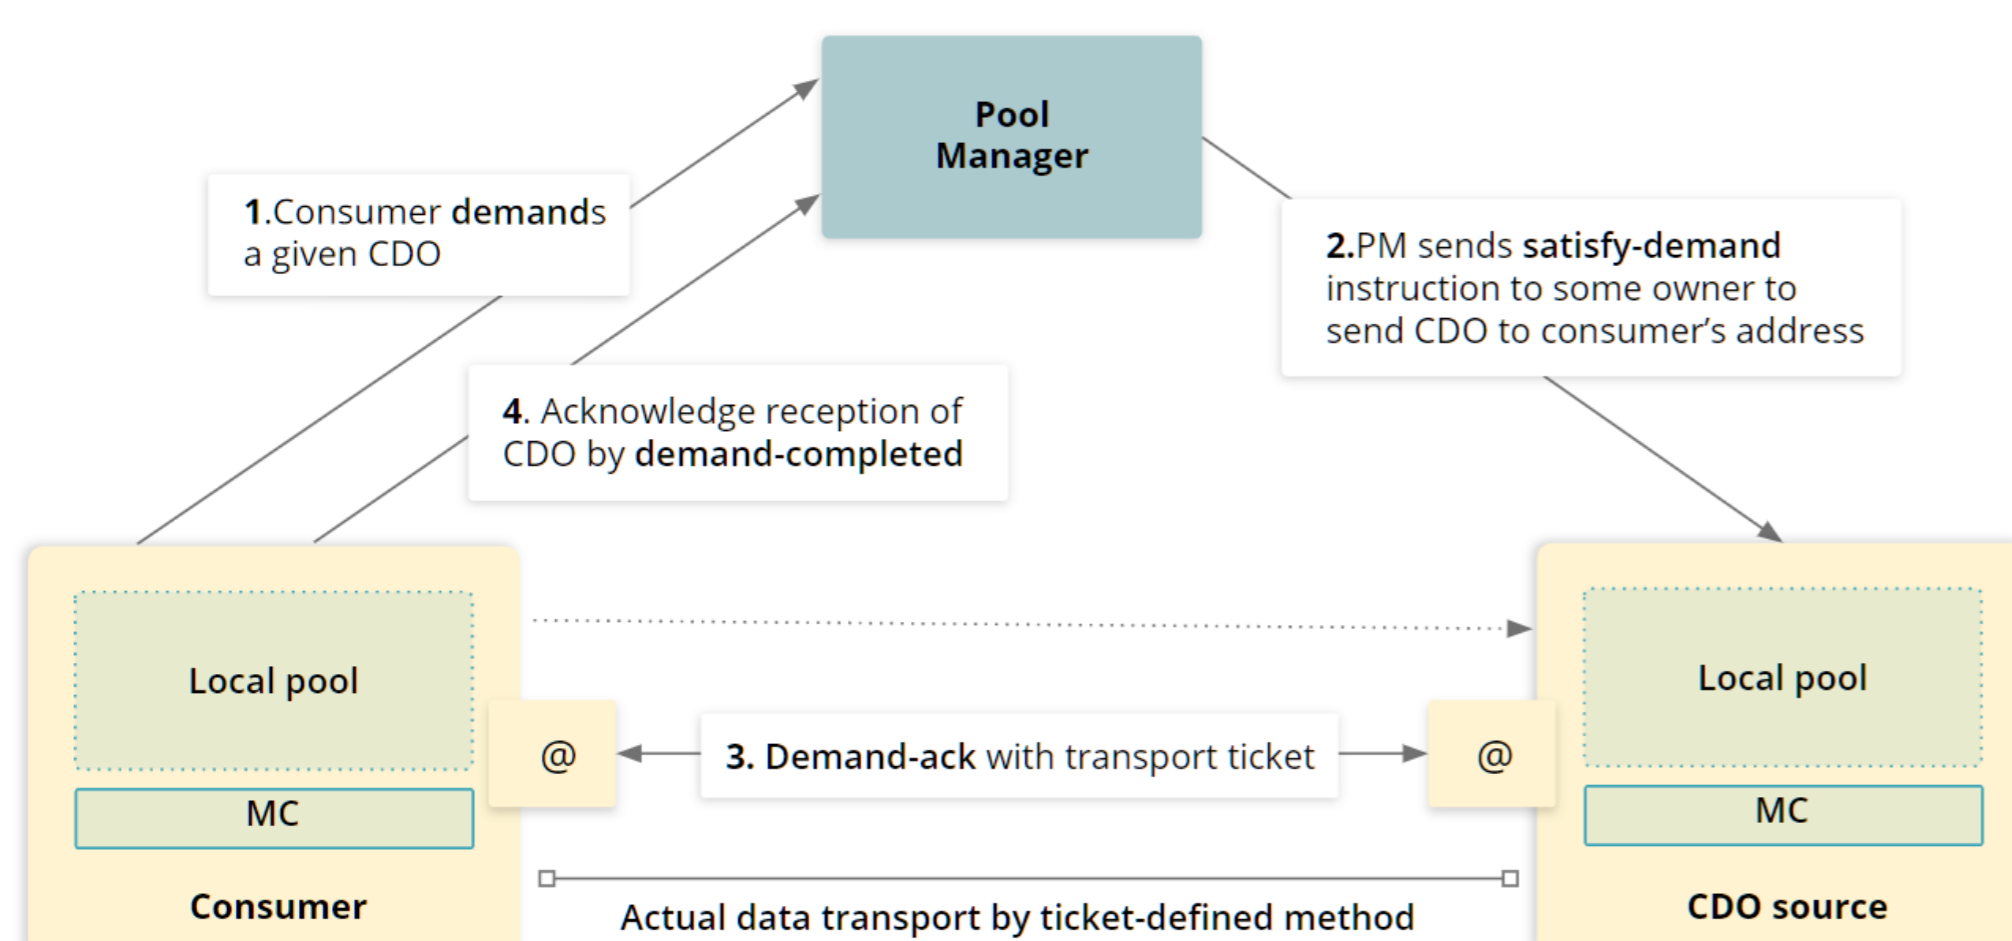 Pool
Manager
1.Consumer demands
a given CDO
2.PM sends satisfy-demand
instruction to some owner to
send CDO to consumer’s address
4. Acknowledge reception of
CDO by demand-completed
Local pool
Local pool
@
3. Demand-ack with transport ticket
@
MC
MC
Consumer
Actual data transport by ticket-defined method
CDO source